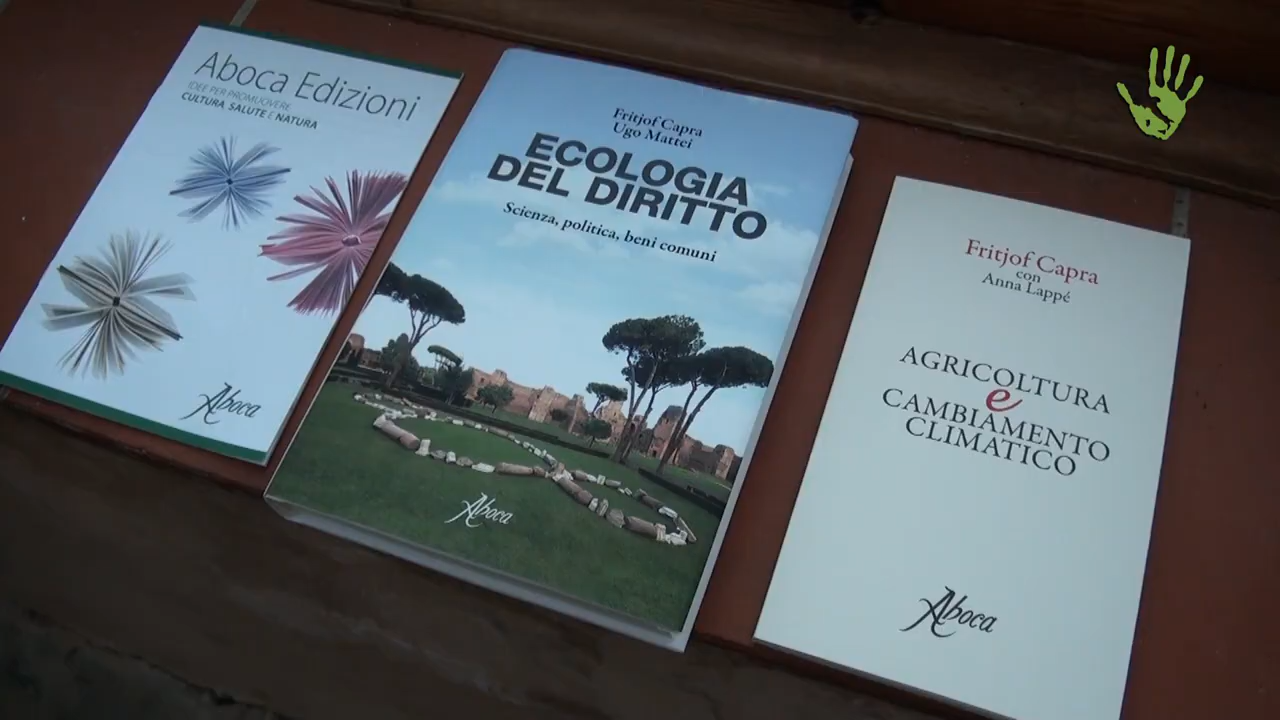 Aboca Edizioni
IDEE PER PROMUOVERE
CULTURA SALUTE E NATURA
Aboca
Fritjof Capra
Ugo Mattei
ECOLOGIA
DEL DIRITTO
Scienza, politica, beni comuni
Aboca
Fritjof Capra
con
Anna Lappé
AGRICOLTURA
e
CAMBIAMENTO
CLIMATICO
Aboca